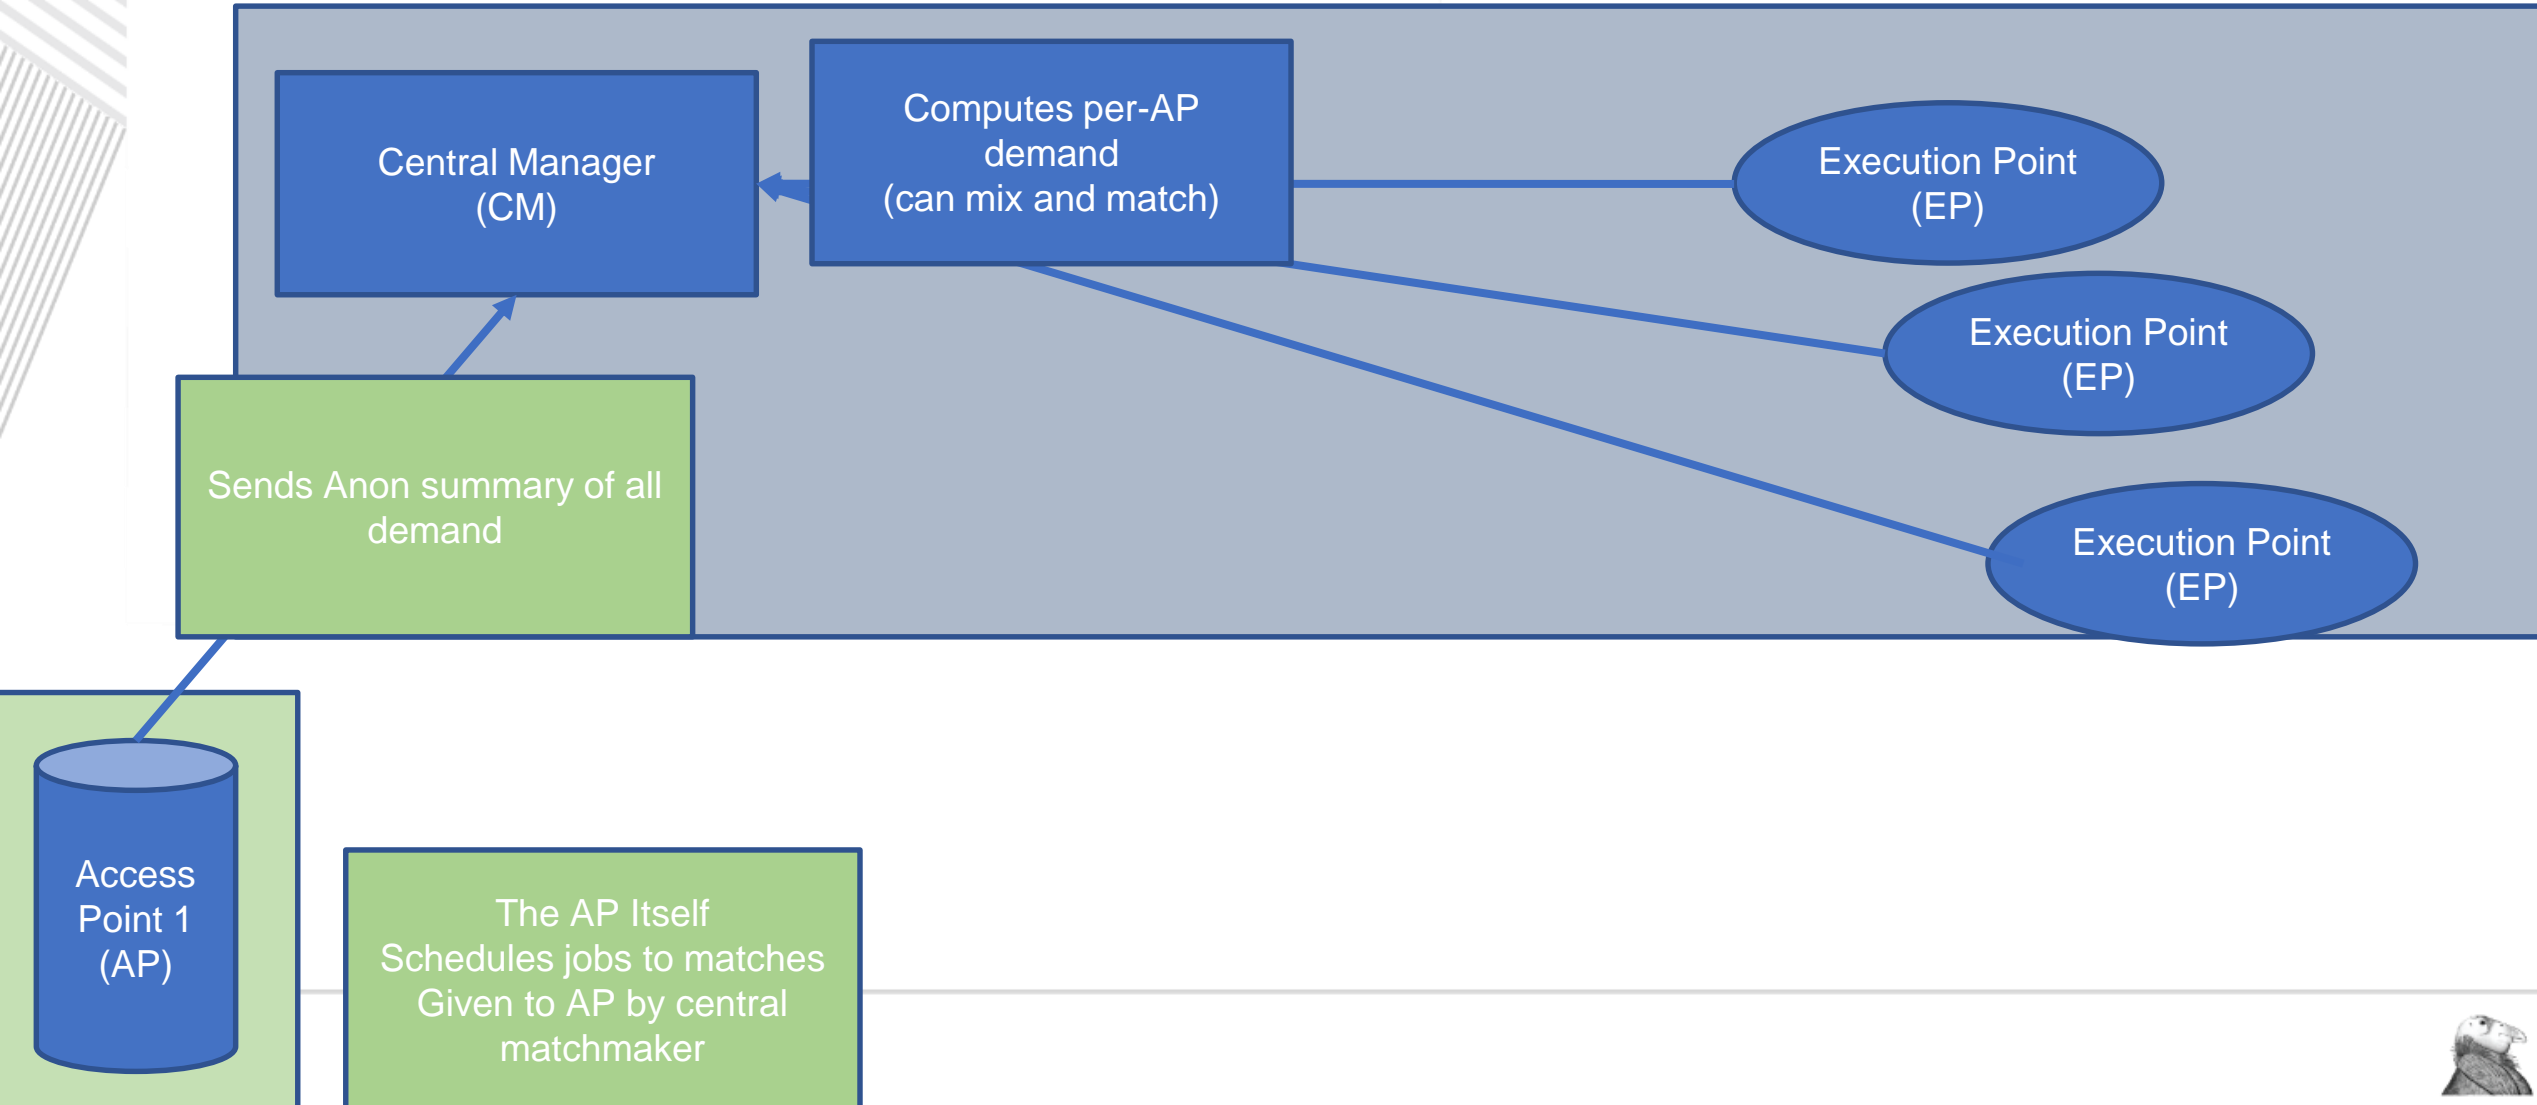 Central Manager
(CM)
Computes per-AP
demand
(can mix and match)
Execution Point
(EP)
Execution Point
(EP)
Sends Anon summary of all
demand
Execution Point
(EP)
Access
Point 1
(AP)
The AP Itself
Schedules jobs to matches
Given to AP by central
matchmaker